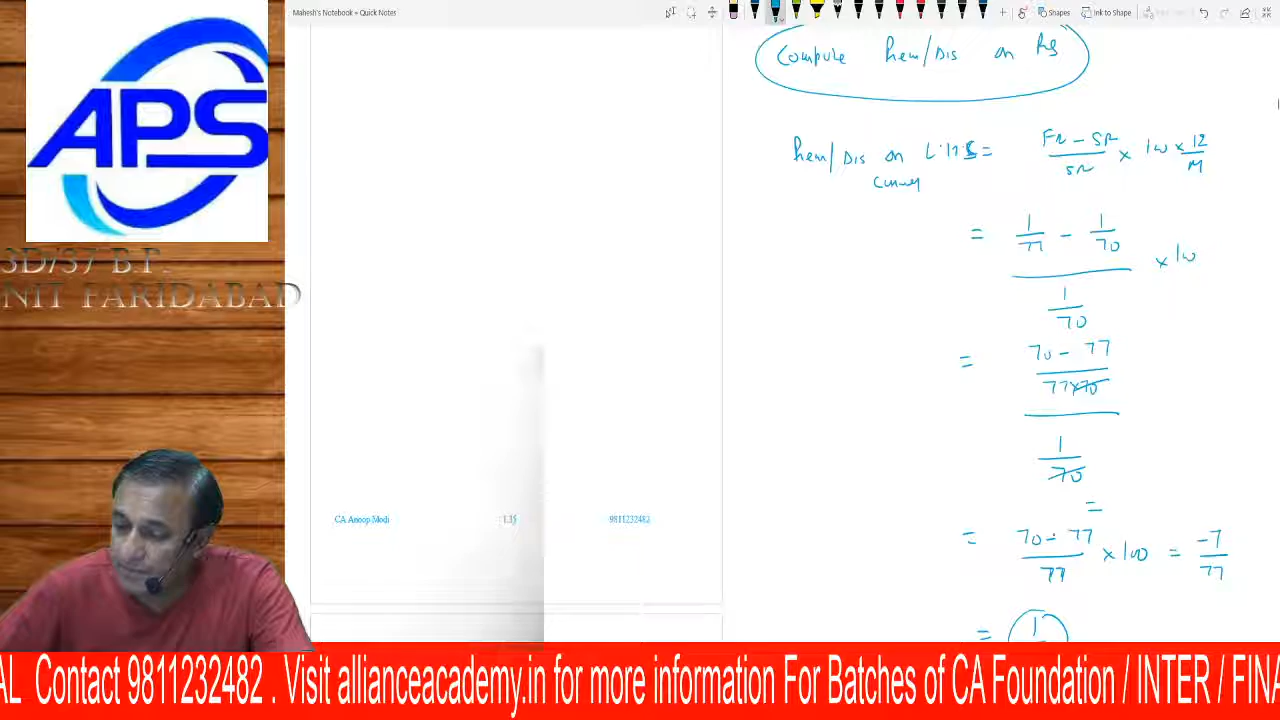 Mahesh's Notebook » Quick Notes
Shapes
Ink to Shape
APS
3D/37 B.P.
NIT FARIDABAD
Compute Prem/Dis on Rs
Prem/Dis on L.H.S = FR - SR / SR × 100 × 12 / M
Currency
= 1/77 - 1/70
× 100
1/70
= 70 - 77
77×70
1/70
=
= 70 - 77 / 77 × 100 = -7/77
= 1
CA Anoop Modi 1.15 9811232482
AL Contact 9811232482 . Visit allianceacademy.in for more information For Batches of CA Foundation / INTER / FINA